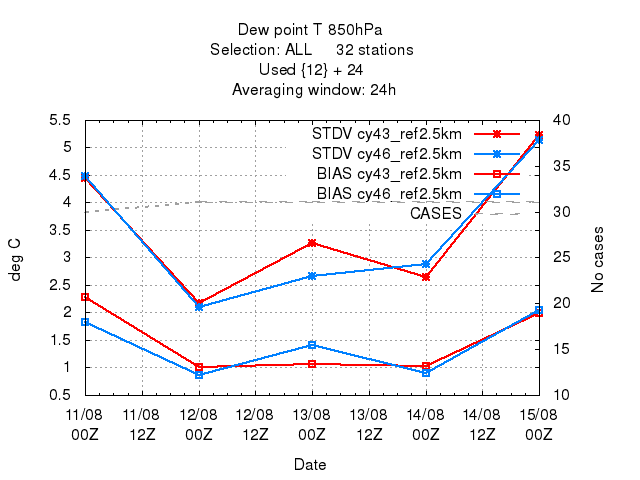 Dew point T 850hPa
Selection: ALL 32 stations
Used {12} + 24
Averaging window: 24h
STDV cy43_ref2.5km
STDV cy46_ref2.5km
BIAS cy43_ref2.5km
BIAS cy46_ref2.5km
CASES
5.5
5
4.5
4
3.5
3
2.5
2
1.5
1
0.5
deg C
40
35
30
25
20
15
10
No cases
11/08 11/08 12/08 12/08 13/08 13/08 14/08 14/08 15/08
00Z 12Z 00Z 12Z 00Z 12Z 00Z 12Z 00Z
Date